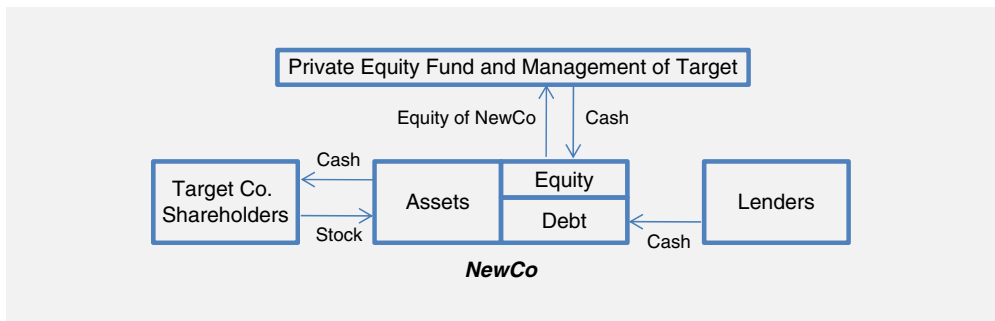 Private Equity Fund and Management of Target
Equity of NewCo
Cash
Cash
Target Co.
Shareholders
Stock
Assets
Equity
Debt
Cash
Lenders
NewCo